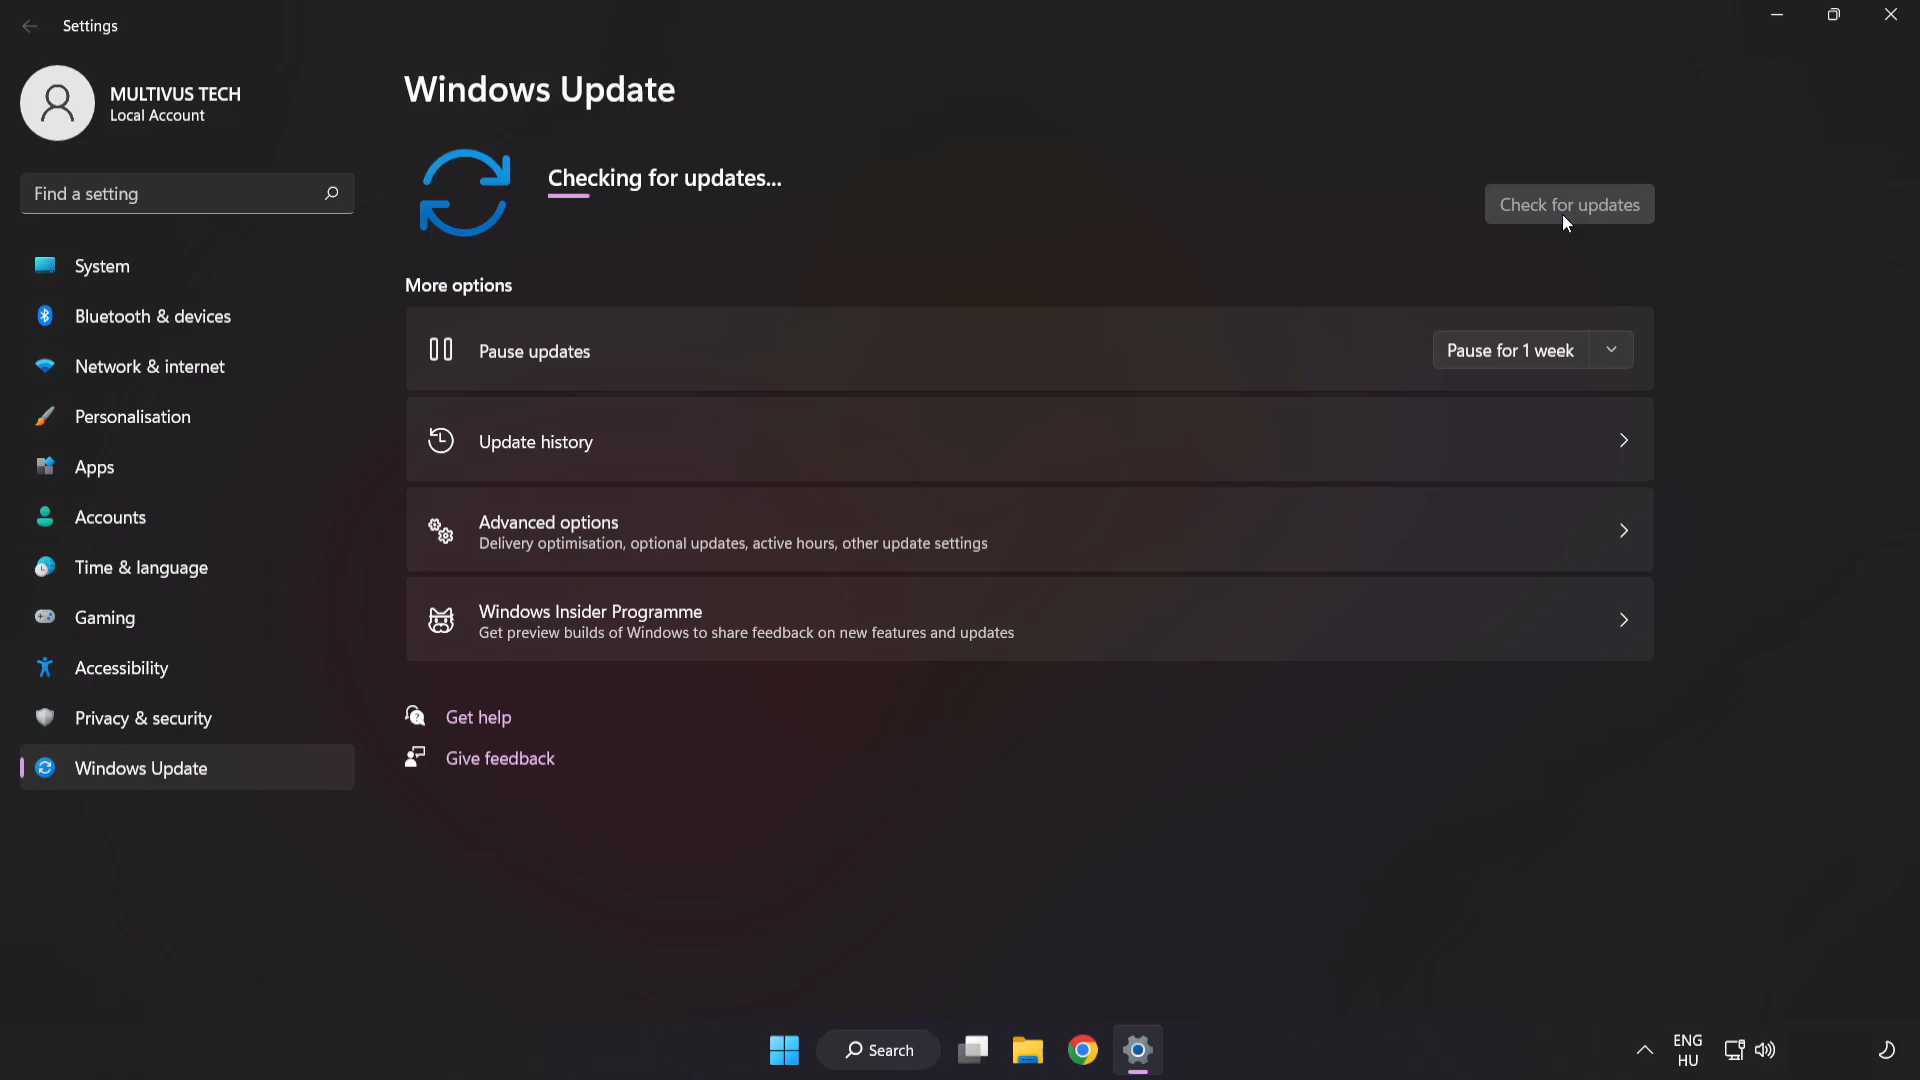 Settings
MULTIVUS TECH
Local Account
Find a setting
System
Bluetooth & devices
Network & internet
Personalisation
Apps
Accounts
Time & language
Gaming
Accessibility
Privacy & security
Windows Update
Windows Update
Checking for updates...
Check for updates
More options
Pause updates
Pause for 1 week
Update history
Advanced options
Delivery optimisation, optional updates, active hours, other update settings
Windows Insider Programme
Get preview builds of Windows to share feedback on new features and updates
Get help
Give feedback
Search
ENG
HU